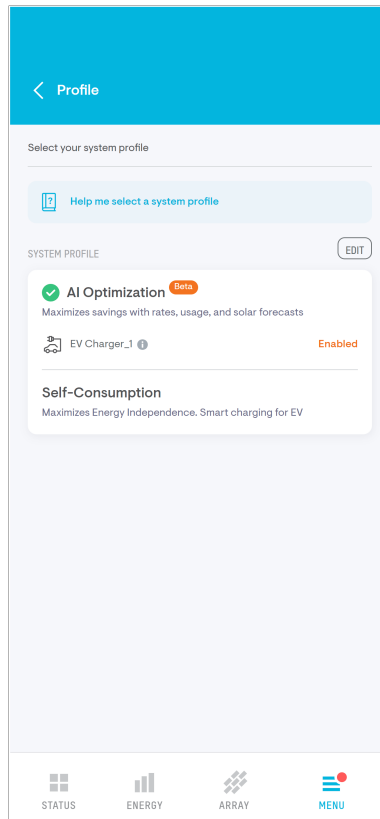 Profile
Select your system profile
? Help me select a system profile
SYSTEM PROFILE EDIT
AI Optimization Beta
Maximizes savings with rates, usage, and solar forecasts
EV Charger_1 i Enabled
Self-Consumption
Maximizes Energy Independence. Smart charging for EV
STATUS ENERGY ARRAY MENU